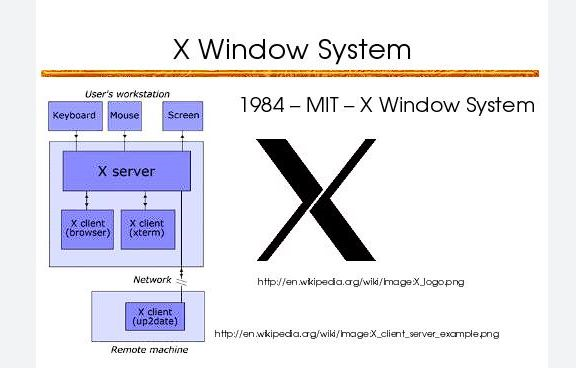 X Window System
User's workstation
Keyboard Mouse Screen
X server
X client
(browser)
X client
(xterm)
Network
X client
(up2date)
Remote machine
1984 – MIT – X Window System
X
http://en.wikipedia.org/wiki/Image:X_logo.png
http://en.wikipedia.org/wiki/Image:X_client_server_example.png